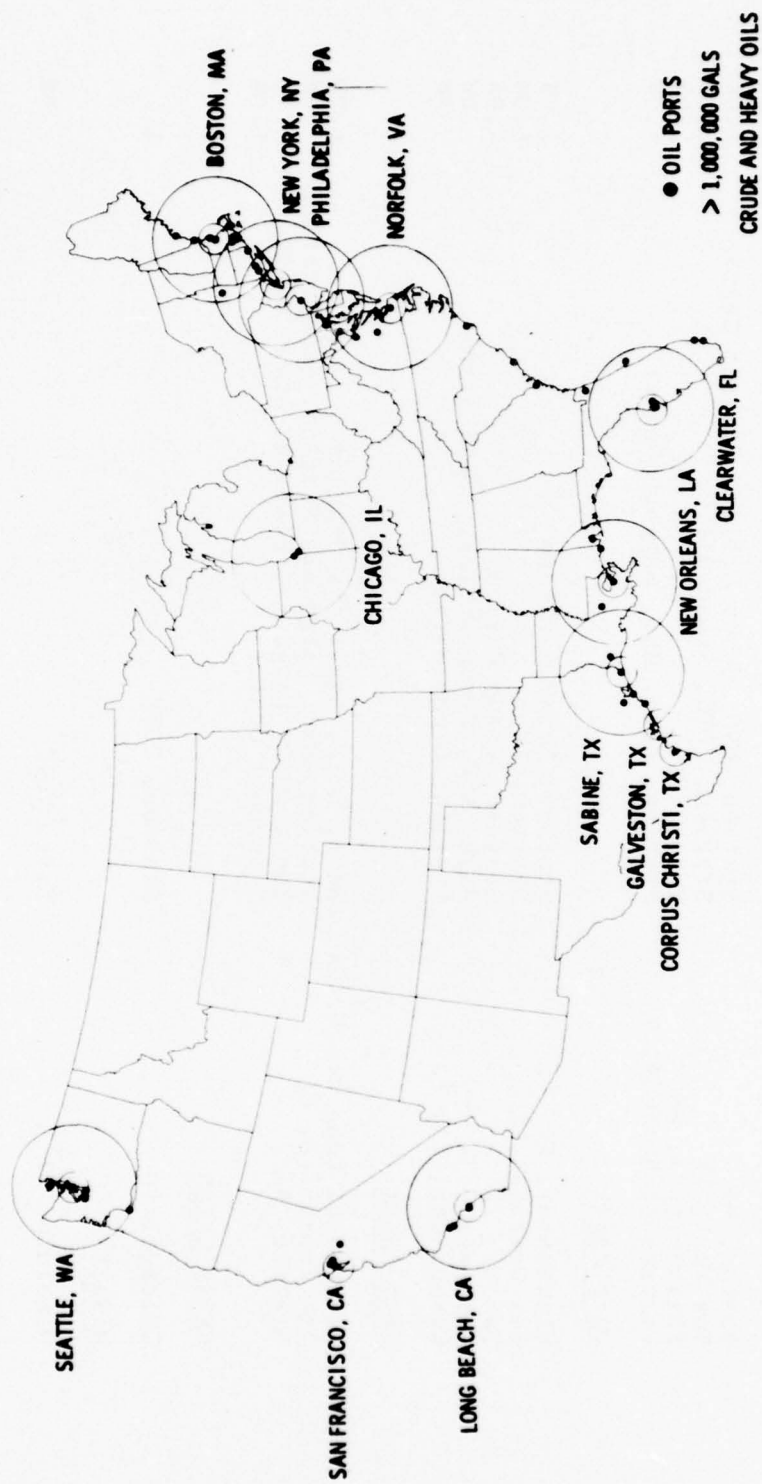 SEATTLE, WA
SAN FRANCISCO, CA
LONG BEACH, CA
CHICAGO, IL
BOSTON, MA
NEW YORK, NY
PHILADELPHIA, PA
NORFOLK, VA
SABINE, TX
GALVESTON, TX
CORPUS CHRISTI, TX
NEW ORLEANS, LA
CLEARWATER, FL
● OIL PORTS
> 1,000,000 GALS
CRUDE AND HEAVY OILS